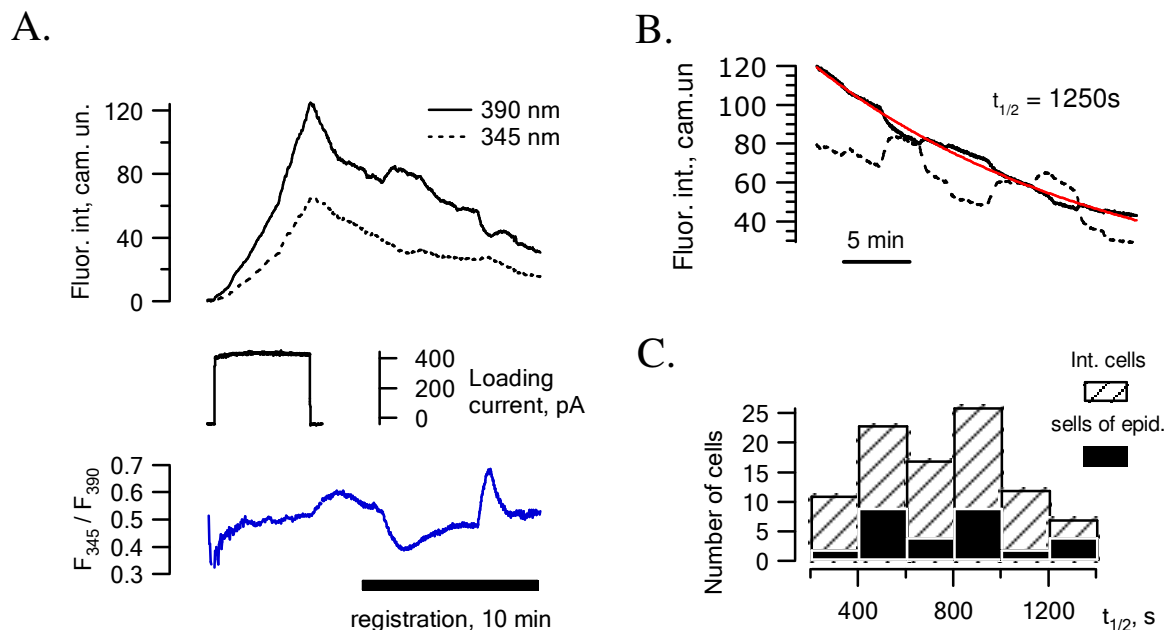 A.
Fluor. int, cam. un.
120
80
40
0
390 nm
345 nm
400
200
0
Loading
current, pA
F345 / F390
0.7
0.6
0.5
0.4
0.3
registration, 10 min
B.
Fluor. int., cam.un
120
100
80
60
40
t1/2 = 1250s
5 min
C.
Int. cells
sells of epid.
Number of cells
25
20
15
10
5
0
400 800 1200 t1/2, s